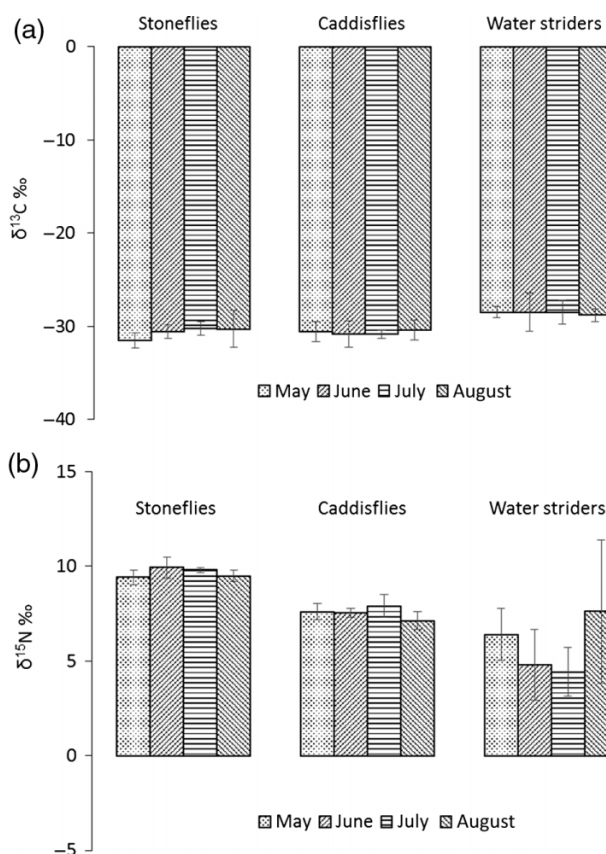 (a)
Stoneflies Caddisflies Water striders
0
−10
−20
−30
−40
δ13C ‰
May June July August
(b)
15
10
5
0
−5
δ15N ‰
Stoneflies Caddisflies Water striders
May June July August